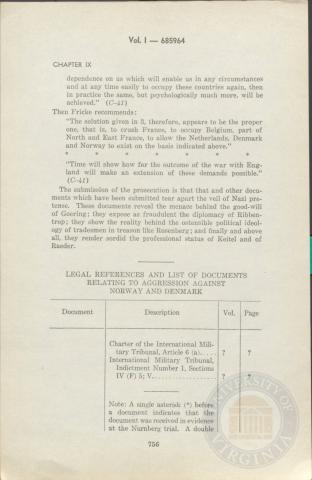 Vol. I — 685964
CHAPTER IX
dependence on us which will enable us in any circumstances
and at any time easily to occupy these countries again, then
in practice the same, but psychologically much more, will be
achieved." (C-41)
Then Fricke recommends:
"The solution given in 3, therefore, appears to be the proper
one, that is, to crush France, to occupy Belgium, part of
North and East France, to allow the Netherlands, Denmark
and Norway to exist on the basis indicated above."
* * * * * * *
"Time will show how far the outcome of the war with Eng-
land will make an extension of these demands possible."
(C-41)
The submission of the prosecution is that that and other docu-
ments which have been submitted tear apart the veil of Nazi pre-
tense. These documents reveal the menace behind the good-will
of Goering; they expose as fraudulent the diplomacy of Ribben-
trop; they show the reality behind the ostensible political ideol-
ogy of tradesmen in treason like Rosenberg; and finally and above
all, they render sordid the professional status of Keitel and of
Raeder.
LEGAL REFERENCES AND LIST OF DOCUMENTS
RELATING TO AGGRESSION AGAINST
NORWAY AND DENMARK
Document Description Vol. Page
Charter of the International Mili-
tary Tribunal, Article 6 (a).... ? ?
International Military Tribunal,
Indictment Number 1, Sections
IV (F) 5; V.................. ? ?
Note: A single asterisk (*) before
a document indicates that the
document was received in evidence
at the Nurnberg trial. A double
756
UNIVERSITY OF VIRGINIA